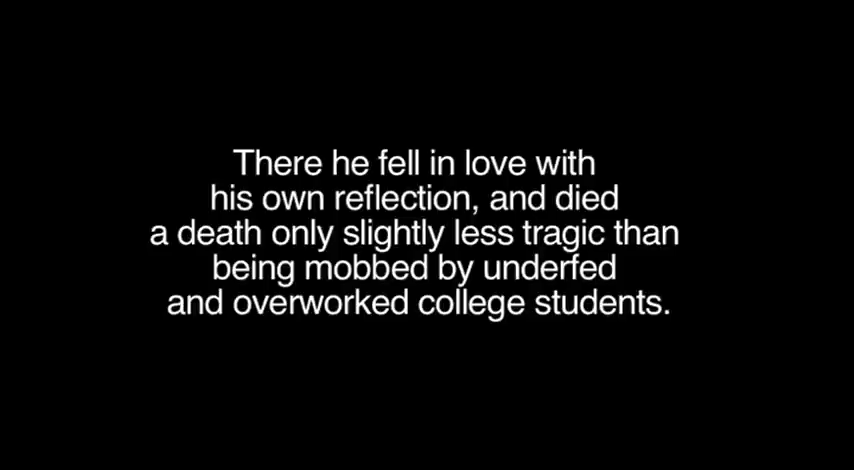 There he fell in love with
his own reflection, and died
a death only slightly less tragic than
being mobbed by underfed
and overworked college students.